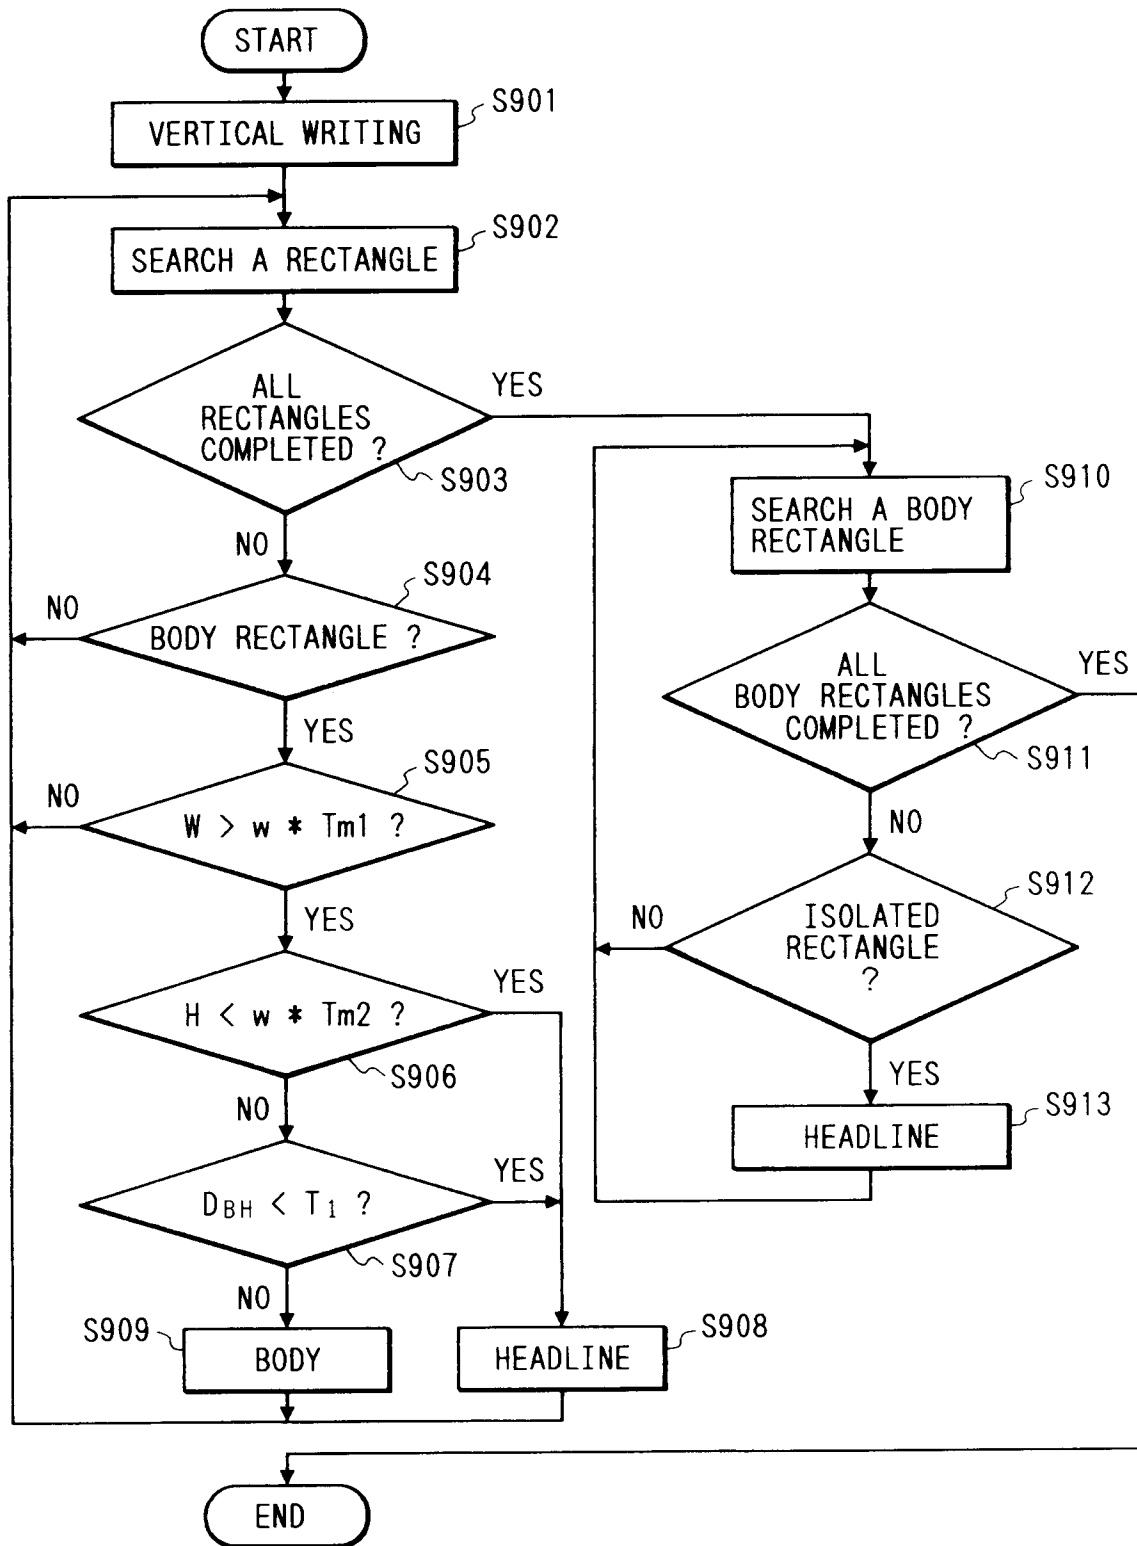 START
S901
VERTICAL WRITING
S902
SEARCH A RECTANGLE
ALL
RECTANGLES
COMPLETED ?
YES
S903
NO
S904
NO
BODY RECTANGLE ?
YES
S905
NO
W > w * Tm1 ?
YES
H < w * Tm2 ?
YES
S906
NO
DBH < T1 ?
YES
S907
NO
S909
BODY
S908
HEADLINE
S910
SEARCH A BODY
RECTANGLE
ALL
BODY RECTANGLES
COMPLETED ?
YES
S911
NO
S912
NO
ISOLATED
RECTANGLE
?
YES
S913
HEADLINE
END